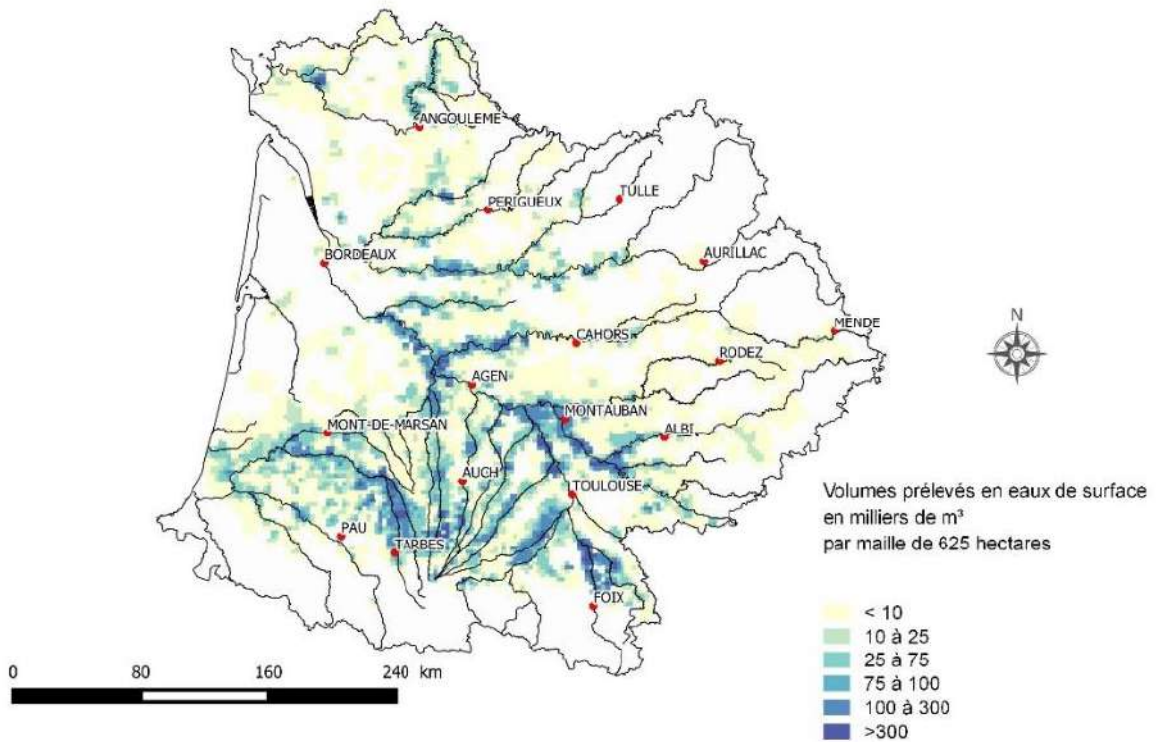 ANGOULEME
PERIGUEUX
TULLE
BORDEAUX
AURILLAC
MENDE
CAHORS
RODEZ
AGEN
MONTAUBAN
MONT-DE-MARSAN
ALBI
AUCH
TOULOUSE
PAU
TARBES
FOIX
N
Volumes prélevés en eaux de surface
en milliers de m³
par maille de 625 hectares
< 10
10 à 25
25 à 75
75 à 100
100 à 300
>300
0 80 160 240 km